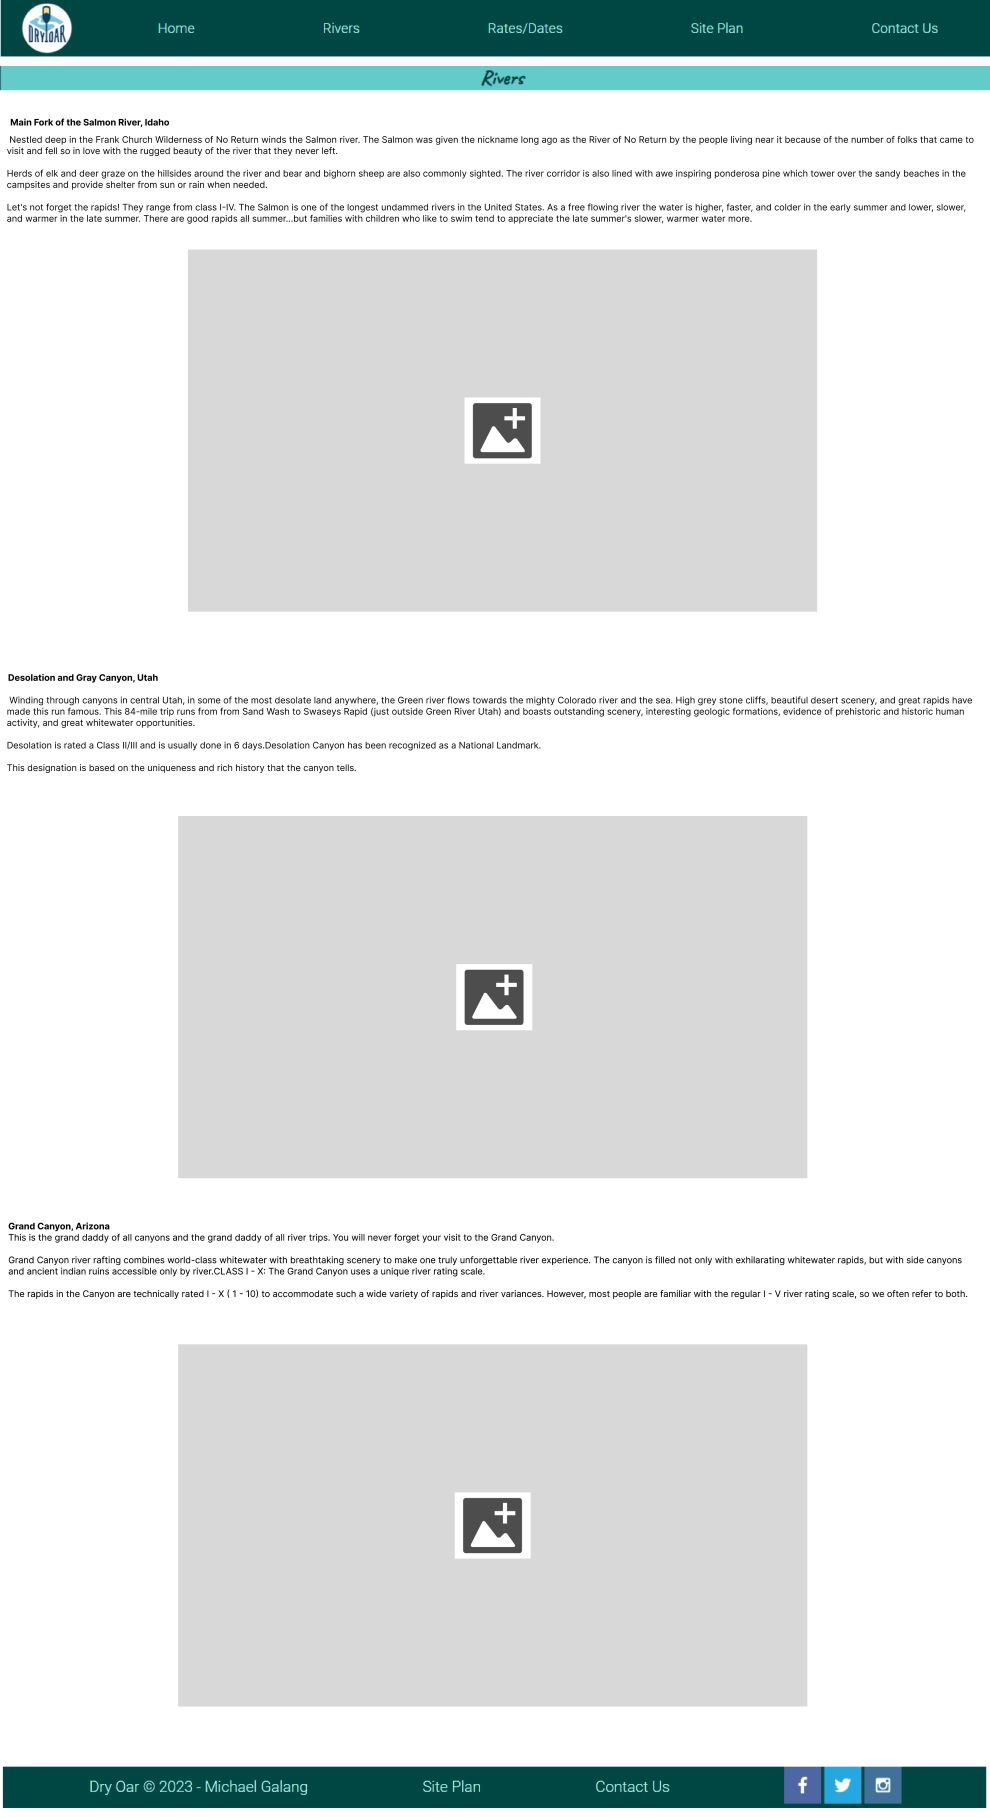 DRY OAR
Home
Rivers
Rates/Dates
Site Plan
Contact Us
Rivers
Main Fork of the Salmon River, Idaho
Nestled deep in the Frank Church Wilderness of No Return winds the Salmon river. The Salmon was given the nickname long ago as the River of No Return by the people living near it because of the number of folks that came to
visit and fell so in love with the rugged beauty of the river that they never left.
Herds of elk and deer graze on the hillsides around the river and bear and bighorn sheep are also commonly sighted. The river corridor is also lined with awe inspiring ponderosa pine which tower over the sandy beaches in the
campsites and provide shelter from sun or rain when needed.
Let's not forget the rapids! They range from class I-IV. The Salmon is one of the longest undammed rivers in the United States. As a free flowing river the water is higher, faster, and colder in the early summer and lower, slower,
and warmer in the late summer. There are good rapids all summer...but families with children who like to swim tend to appreciate the late summer's slower, warmer water more.
Desolation and Gray Canyon, Utah
Winding through canyons in central Utah, in some of the most desolate land anywhere, the Green river flows towards the mighty Colorado river and the sea. High grey stone cliffs, beautiful desert scenery, and great rapids have
made this run famous. This 84-mile trip runs from from Sand Wash to Swaseys Rapid (just outside Green River Utah) and boasts outstanding scenery, interesting geologic formations, evidence of prehistoric and historic human
activity, and great whitewater opportunities.
Desolation is rated a Class II/III and is usually done in 6 days.Desolation Canyon has been recognized as a National Landmark.
This designation is based on the uniqueness and rich history that the canyon tells.
Grand Canyon, Arizona
This is the grand daddy of all canyons and the grand daddy of all river trips. You will never forget your visit to the Grand Canyon.
Grand Canyon river rafting combines world-class whitewater with breathtaking scenery to make one truly unforgettable river experience. The canyon is filled not only with exhilarating whitewater rapids, but with side canyons
and ancient indian ruins accessible only by river.CLASS I - X: The Grand Canyon uses a unique river rating scale.
The rapids in the Canyon are technically rated I - X ( 1 - 10) to accommodate such a wide variety of rapids and river variances. However, most people are familiar with the regular I - V river rating scale, so we often refer to both.
Dry Oar © 2023 - Michael Galang
Site Plan
Contact Us